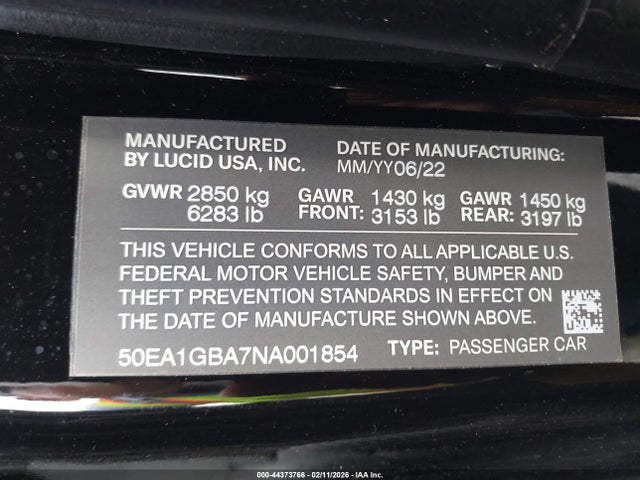 MANUFACTURED BY LUCID USA, INC.
DATE OF MANUFACTURING: MM/YY06/22
GVWR 2850 kg 6283 lb
GAWR FRONT: 1430 kg 3153 lb
GAWR REAR: 1450 kg 3197 lb
THIS VEHICLE CONFORMS TO ALL APPLICABLE U.S.
FEDERAL MOTOR VEHICLE SAFETY, BUMPER AND
THEFT PREVENTION STANDARDS IN EFFECT ON
THE DATE OF MANUFACTURE SHOWN ABOVE.
50EA1GBA7NA001854 TYPE: PASSENGER CAR
000-44373766 - 02/11/2026 - IAA Inc.